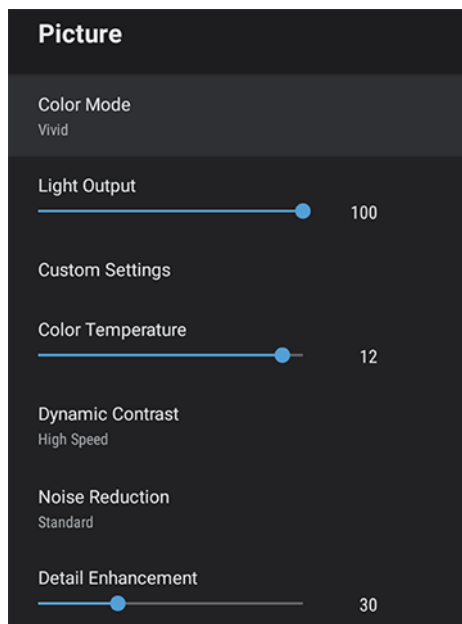 Picture
Color Mode
Vivid
Light Output
100
Custom Settings
Color Temperature
12
Dynamic Contrast
High Speed
Noise Reduction
Standard
Detail Enhancement
30